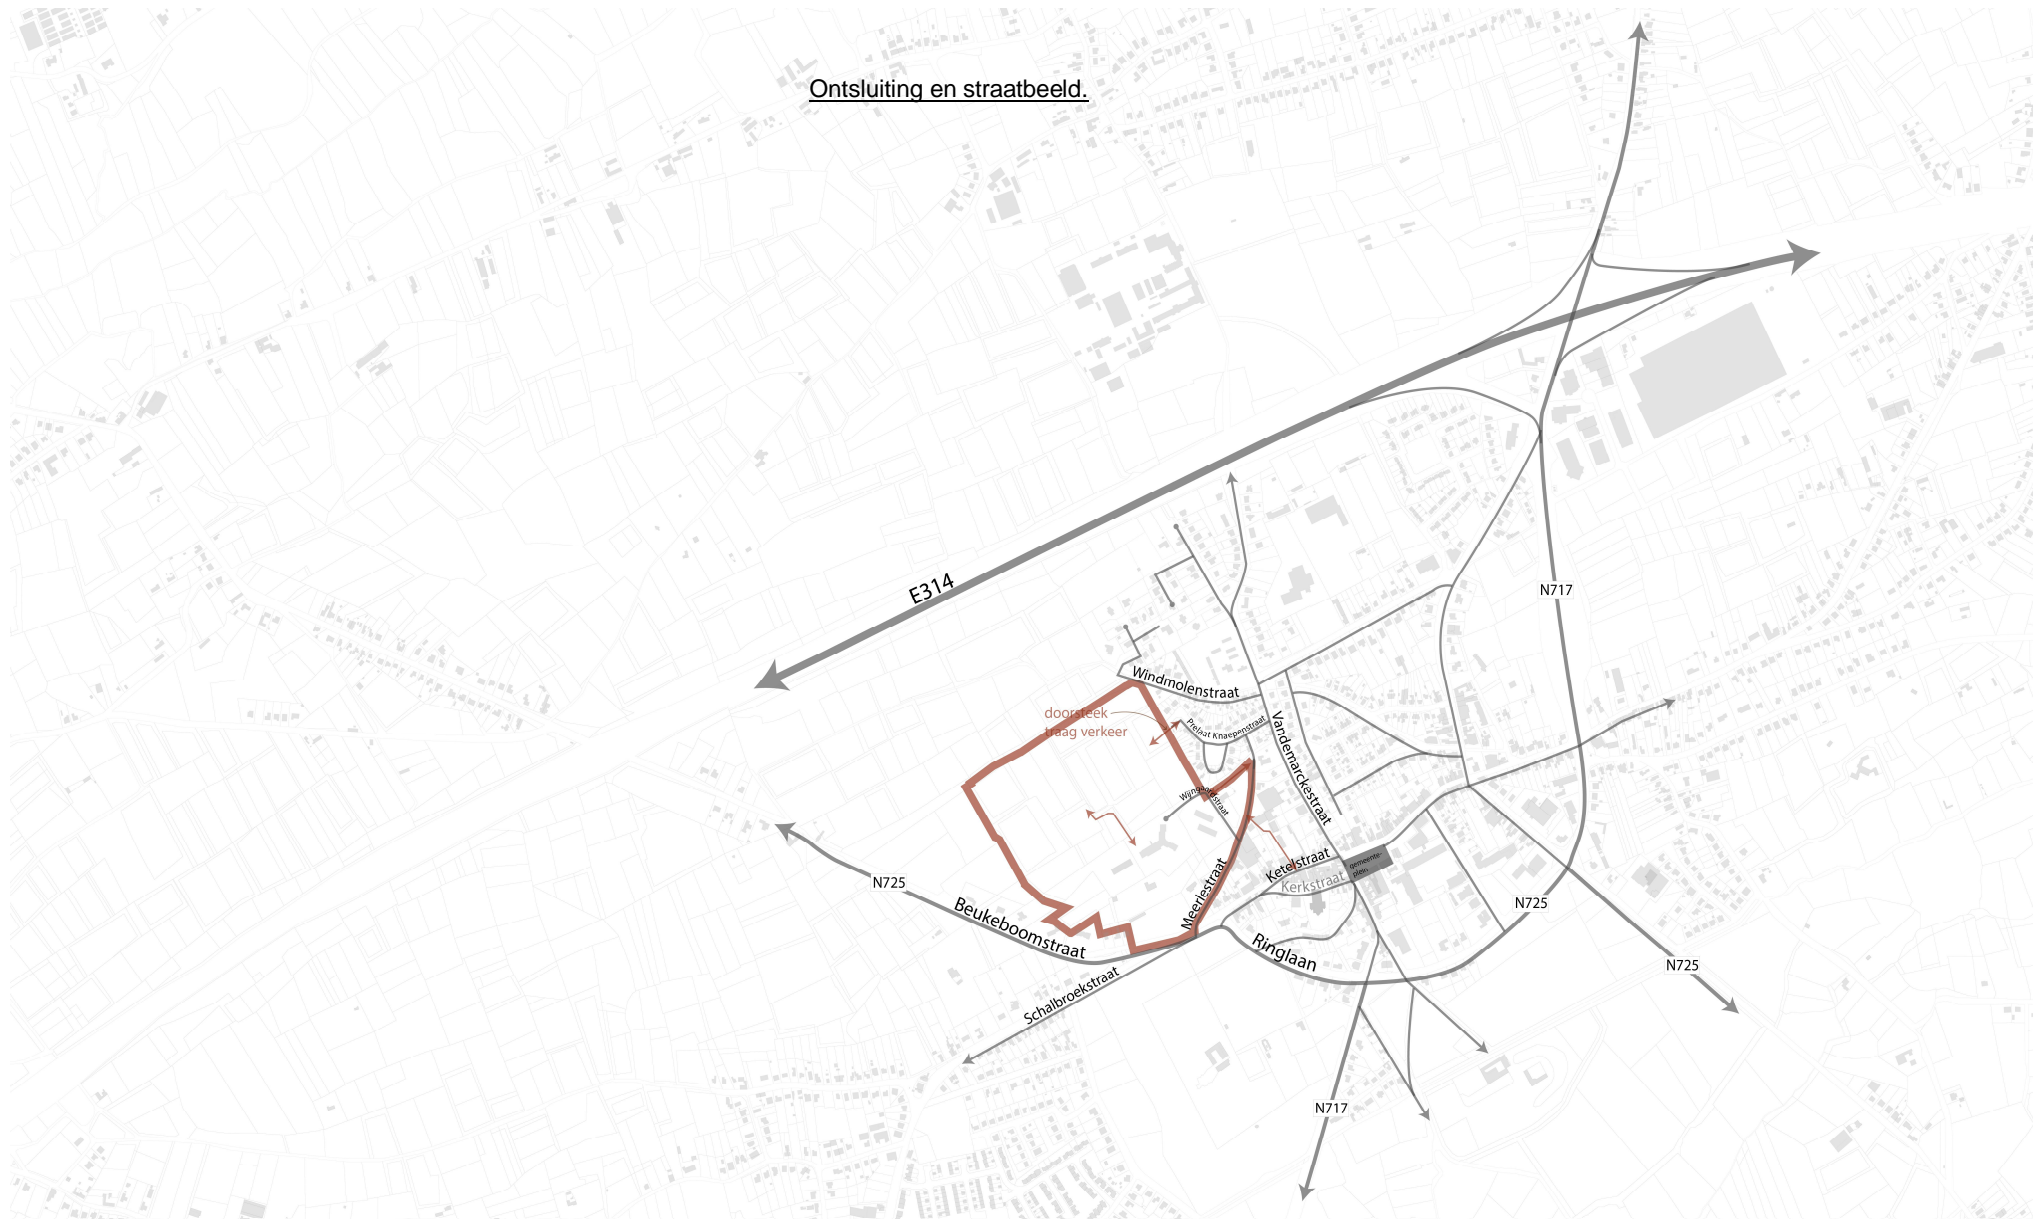 Ontsluiting en straatbeeld.
E314
N717
Windmolenstraat
doorsteek
traag verkeer
Prelaat Knaepenstraat
Vandemarckestraat
Wijngaardstraat
Ketelstraat
gemeente-
plein
Kerkstraat
Meerlestraat
N725
Beukeboomstraat
N725
Ringlaan
N725
Schalbroekstraat
N717